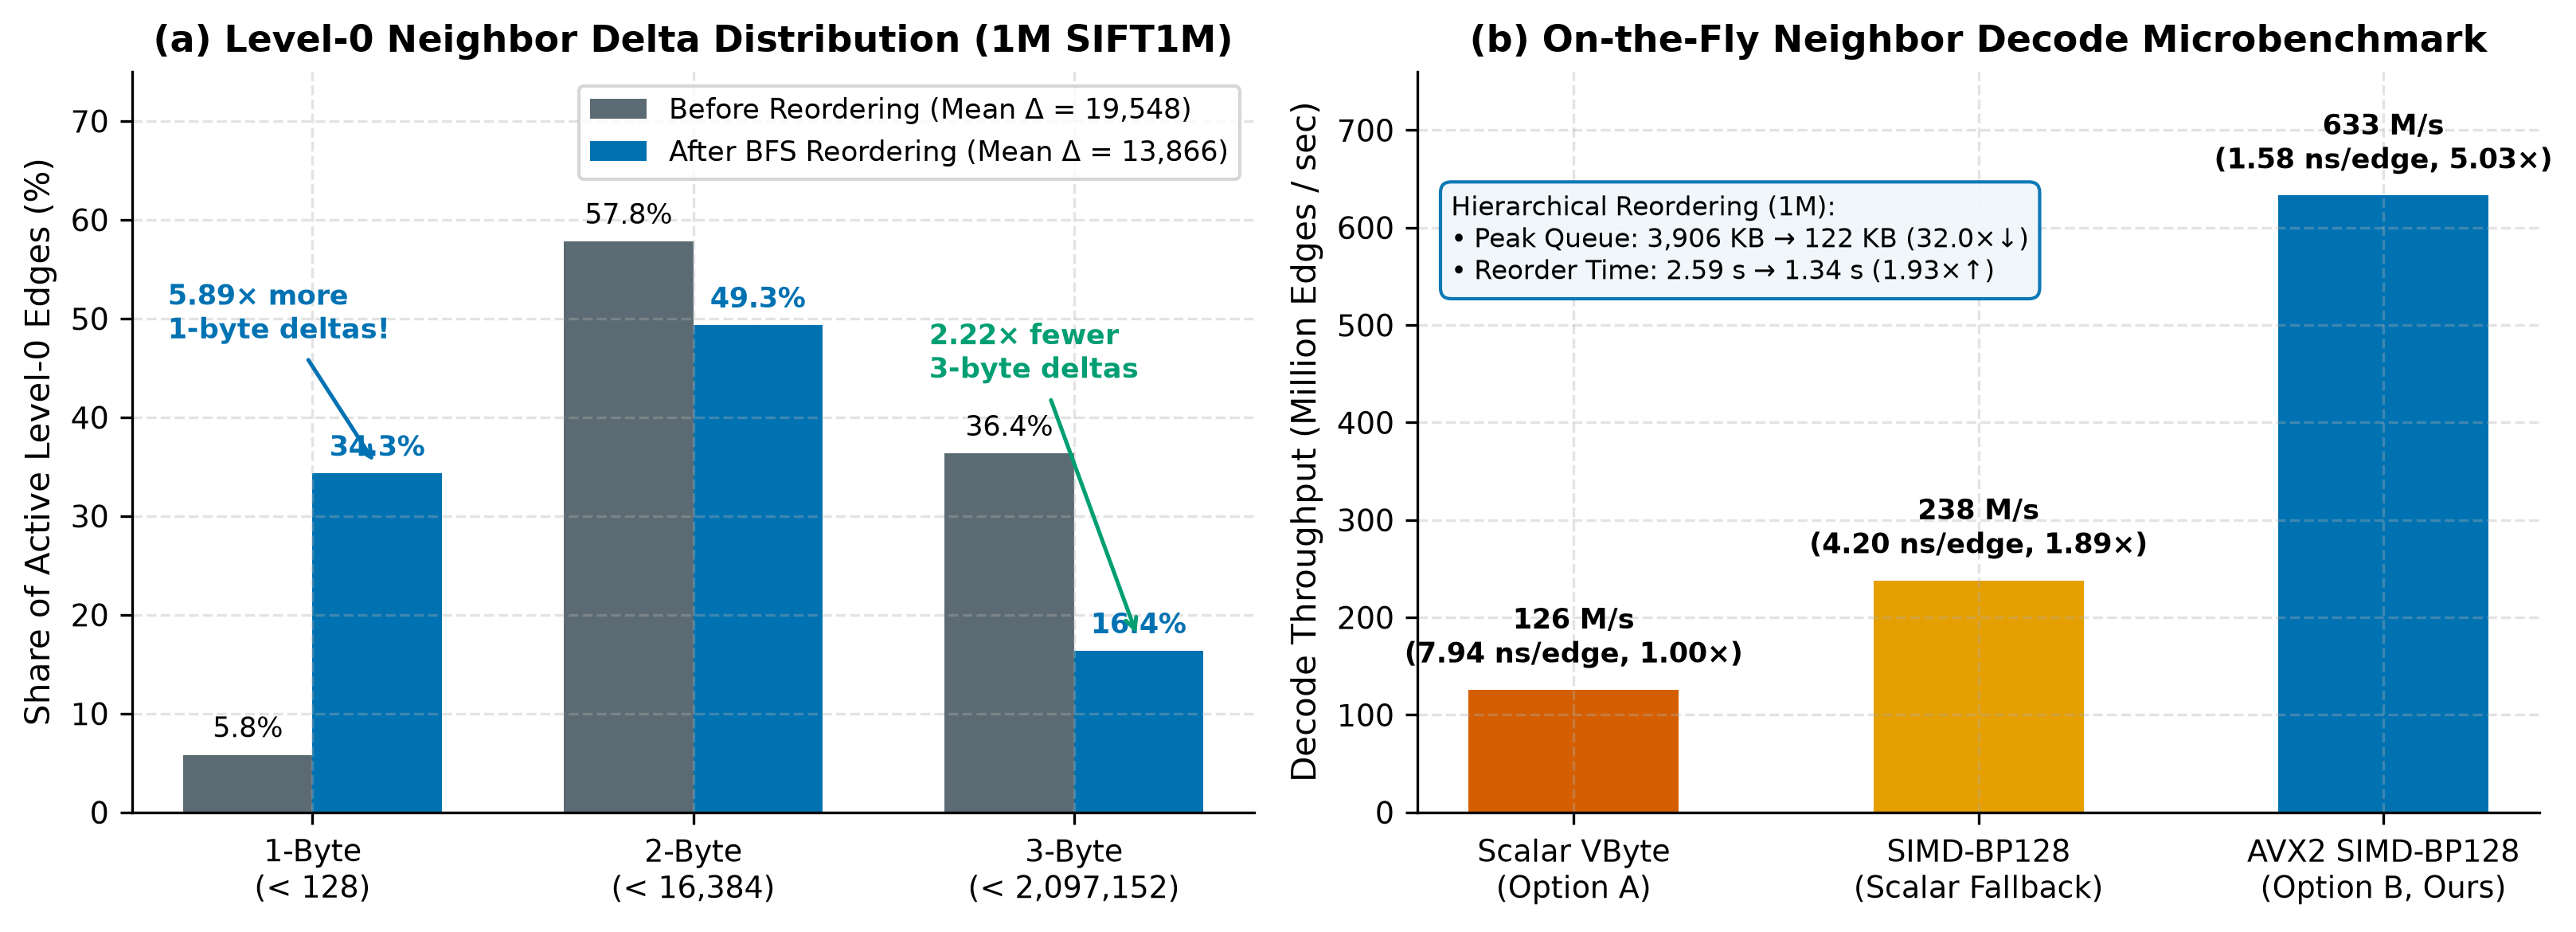 (a) Level-0 Neighbor Delta Distribution (1M SIFT1M)
Share of Active Level-0 Edges (%)
70
60
50
40
30
20
10
0
Before Reordering (Mean Δ = 19,548)
After BFS Reordering (Mean Δ = 13,866)
5.89× more
1-byte deltas!
2.22× fewer
3-byte deltas
5.8%
34.3%
57.8%
49.3%
36.4%
16.4%
1-Byte
(< 128)
2-Byte
(< 16,384)
3-Byte
(< 2,097,152)
(b) On-the-Fly Neighbor Decode Microbenchmark
Decode Throughput (Million Edges / sec)
700
600
500
400
300
200
100
0
Hierarchical Reordering (1M):
• Peak Queue: 3,906 KB → 122 KB (32.0×↓)
• Reorder Time: 2.59 s → 1.34 s (1.93×↑)
126 M/s
(7.94 ns/edge, 1.00×)
238 M/s
(4.20 ns/edge, 1.89×)
633 M/s
(1.58 ns/edge, 5.03×)
Scalar VByte
(Option A)
SIMD-BP128
(Scalar Fallback)
AVX2 SIMD-BP128
(Option B, Ours)